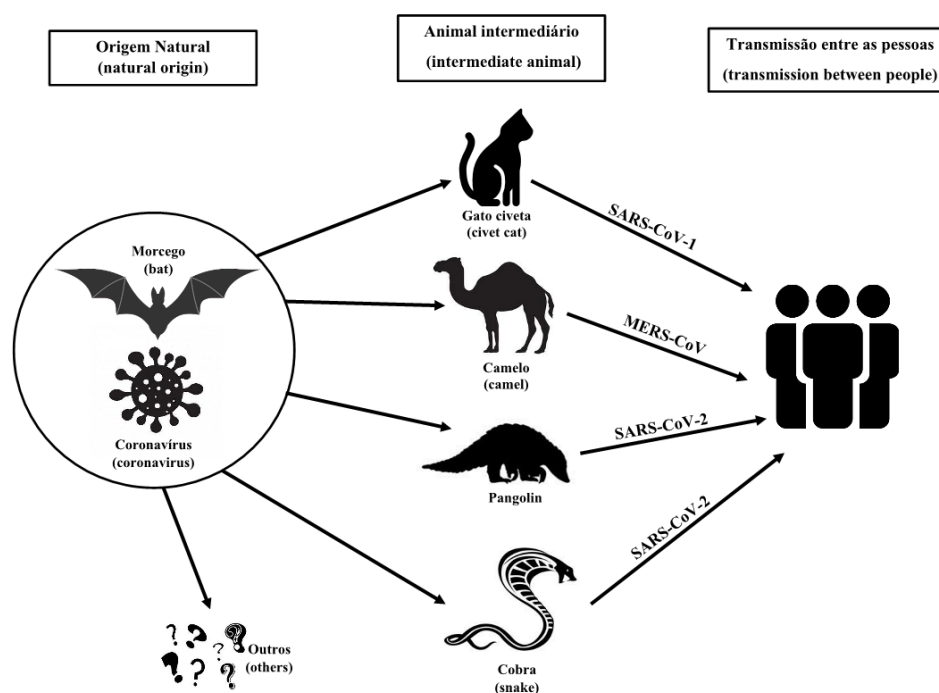 Origem Natural
(natural origin)
Animal intermediário
(intermediate animal)
Transmissão entre as pessoas
(transmission between people)
Morcego
(bat)
Coronavírus
(coronavirus)
Gato civeta
(civet cat)
SARS-CoV-1
Camelo
(camel)
MERS-CoV
Pangolin
SARS-CoV-2
Cobra
(snake)
SARS-CoV-2
? ? ?
?
? ? ?
Outros
(others)